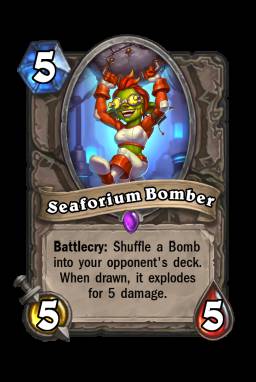 5
Seaforium Bomber
Battlecry: Shuffle a Bomb
into your opponent's deck.
When drawn, it explodes
for 5 damage.
5
5